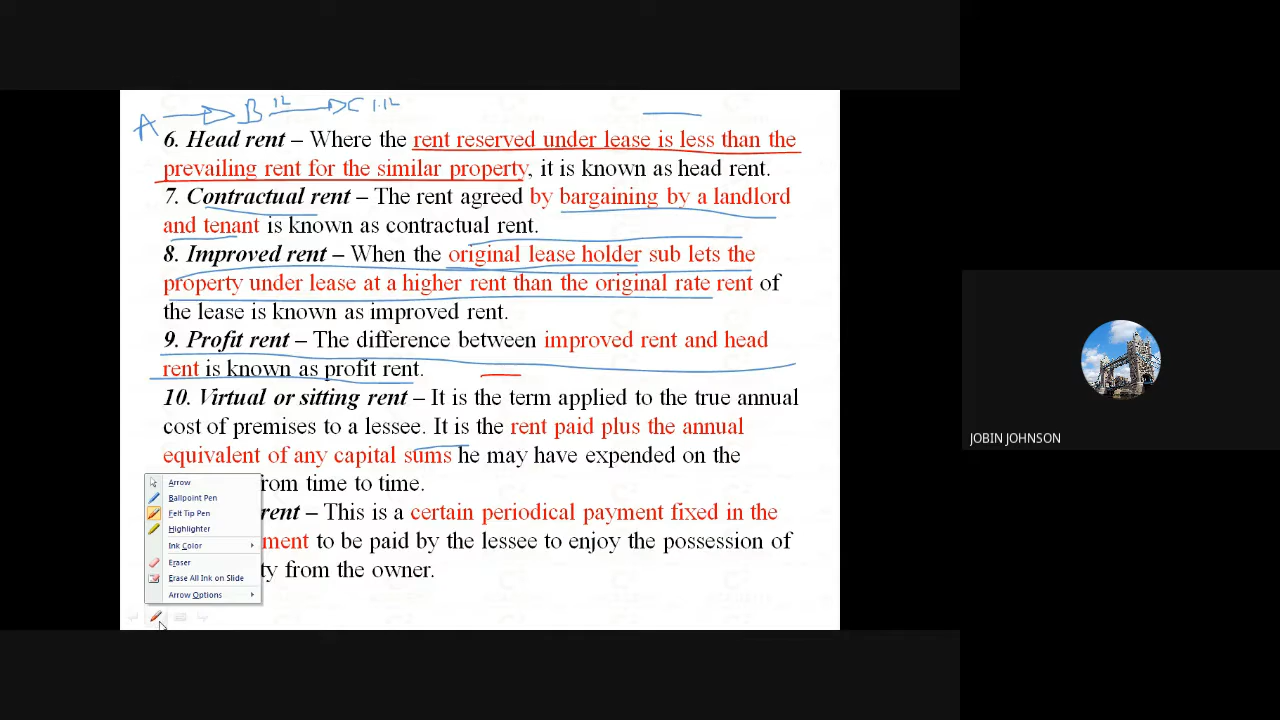 A B 12 C 1.12
6. Head rent – Where the rent reserved under lease is less than the
prevailing rent for the similar property, it is known as head rent.
7. Contractual rent – The rent agreed by bargaining by a landlord
and tenant is known as contractual rent.
8. Improved rent – When the original lease holder sub lets the
property under lease at a higher rent than the original rate rent of
the lease is known as improved rent.
9. Profit rent – The difference between improved rent and head
rent is known as profit rent.
10. Virtual or sitting rent – It is the term applied to the true annual
cost of premises to a lessee. It is the rent paid plus the annual
equivalent of any capital sums he may have expended on the
from time to time.
rent – This is a certain periodical payment fixed in the
ment to be paid by the lessee to enjoy the possession of
ty from the owner.
Arrow
Ballpoint Pen
Felt Tip Pen
Highlighter
Ink Color
Eraser
Erase All Ink on Slide
Arrow Options
JOBIN JOHNSON